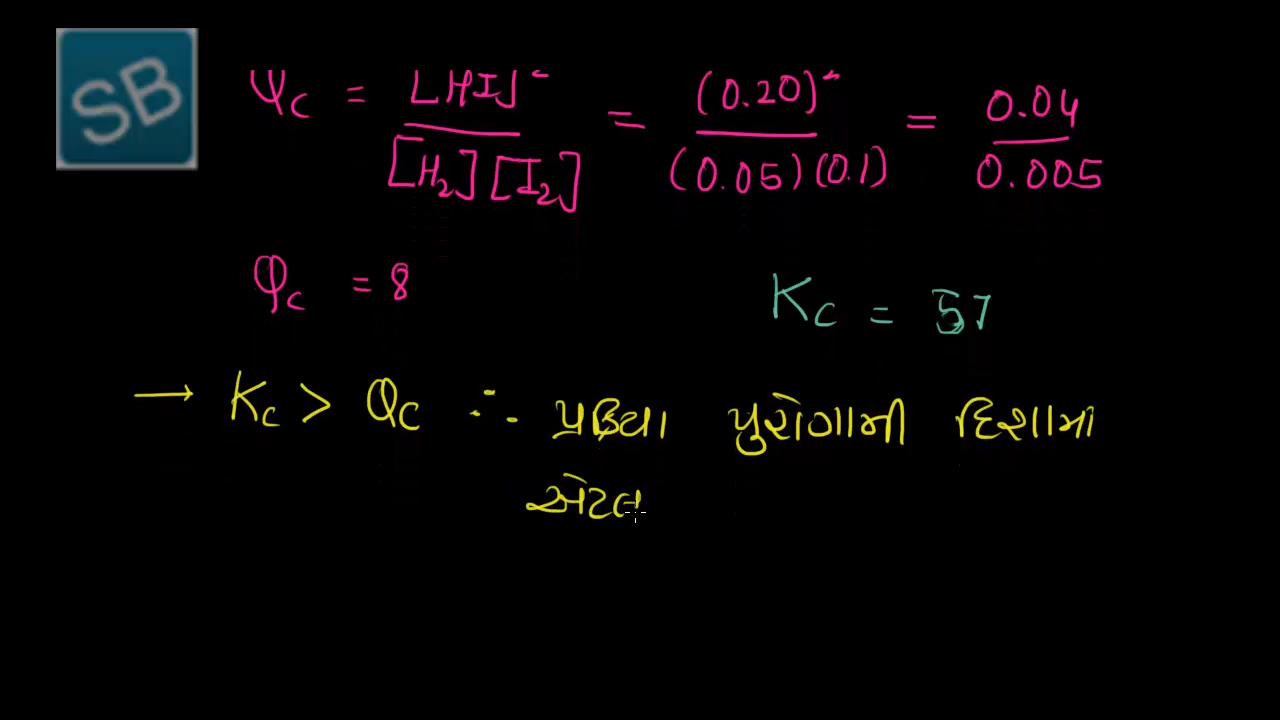 SB
Qc = [HI]² / [H₂][I₂] = (0.20)² / (0.05)(0.1) = 0.04 / 0.005
Qc = 8
Kc = 57
→ Kc > Qc ∴ પ્રક્રિયા પુરોગામી દિશામાં
એટલ